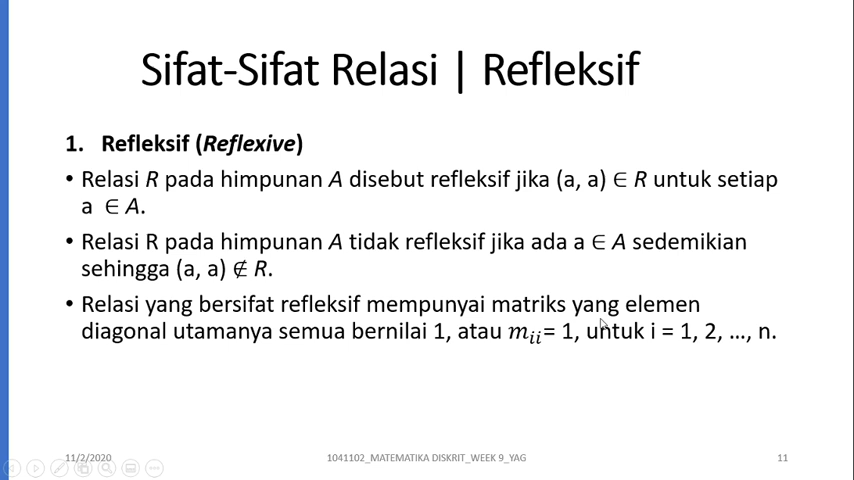 Sifat-Sifat Relasi | Refleksif
1. Refleksif (Reflexive)
• Relasi R pada himpunan A disebut refleksif jika (a, a) ∈ R untuk setiap
a ∈ A.
• Relasi R pada himpunan A tidak refleksif jika ada a ∈ A sedemikian
sehingga (a, a) ∉ R.
• Relasi yang bersifat refleksif mempunyai matriks yang elemen
diagonal utamanya semua bernilai 1, atau m_{ii}= 1, untuk i = 1, 2, ..., n.
11/2/2020
1041102_MATEMATIKA DISKRIT_WEEK 9_YAG
11